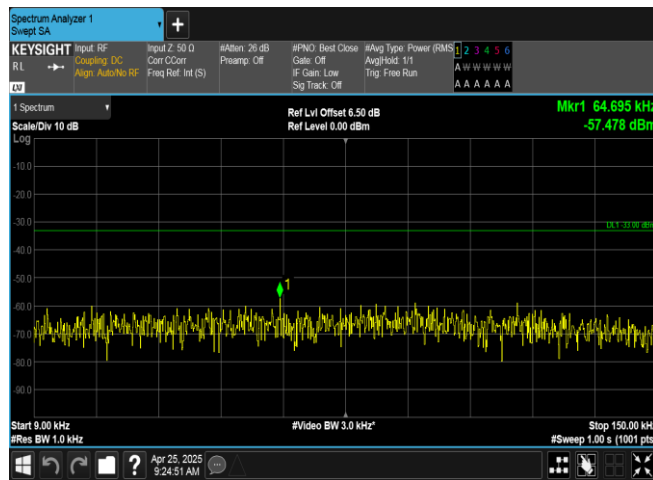 Spectrum Analyzer 1
Swept SA
+
KEYSIGHT
RL
LXI
Input: RF
Coupling: DC
Align: Auto/No RF
Input Z: 50 Ω
Corr CCorr
Freq Ref: Int (S)
#Atten: 26 dB
Preamp: Off
#PNO: Best Close
Gate: Off
IF Gain: Low
Sig Track: Off
#Avg Type: Power (RMS
Avg|Hold: 1/1
Trig: Free Run
1 2 3 4 5 6
A W W W W W
A A A A A A
1 Spectrum
Scale/Div 10 dB
Log
Ref Lvl Offset 6.50 dB
Ref Level 0.00 dBm
Mkr1 64.695 kHz
-57.478 dBm
-10.0
-20.0
-30.0
DL1 -33.00 dBm
-40.0
-50.0
1
-60.0
-70.0
-80.0
-90.0
Start 9.00 kHz
#Res BW 1.0 kHz
#Video BW 3.0 kHz*
Stop 150.00 kHz
#Sweep 1.00 s (1001 pts
?
Apr 25, 2025
9:24:51 AM